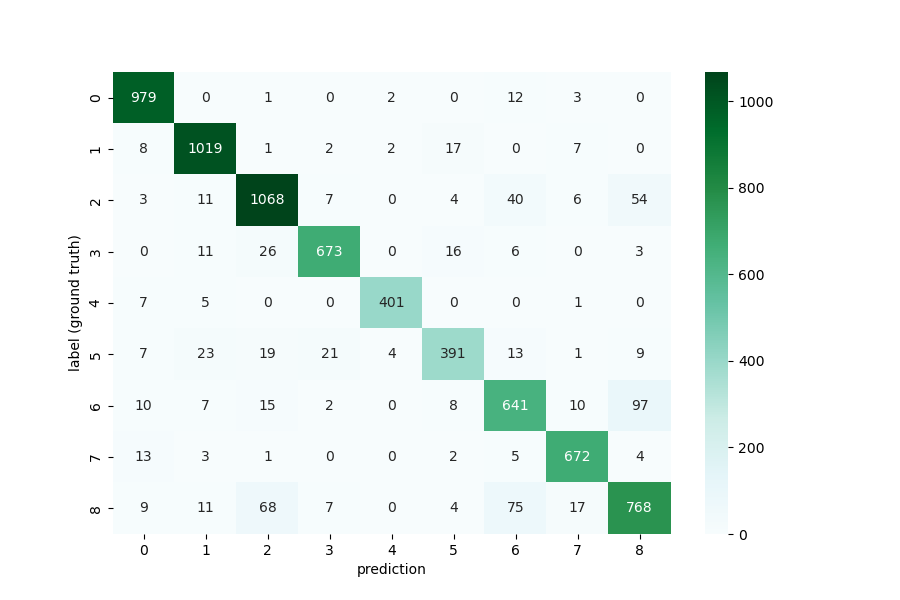 0 979 0 1 0 2 0 12 3 0
1 8 1019 1 2 2 17 0 7 0
2 3 11 1068 7 0 4 40 6 54
3 0 11 26 673 0 16 6 0 3
4 7 5 0 0 401 0 0 1 0
5 7 23 19 21 4 391 13 1 9
6 10 7 15 2 0 8 641 10 97
7 13 3 1 0 0 2 5 672 4
8 9 11 68 7 0 4 75 17 768
0 1 2 3 4 5 6 7 8
prediction
label (ground truth)
1000
800
600
400
200
0